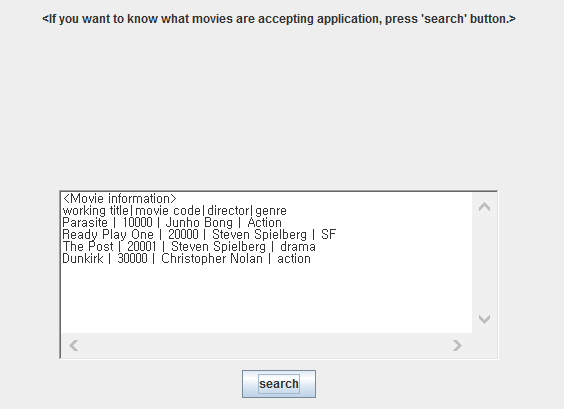 <If you want to know what movies are accepting application, press 'search' button.>
<Movie information>
working title|movie code|director|genre
Parasite | 10000 | Junho Bong | Action
Ready Play One | 20000 | Steven Spielberg | SF
The Post | 20001 | Steven Spielberg | drama
Dunkirk | 30000 | Christopher Nolan | action
search